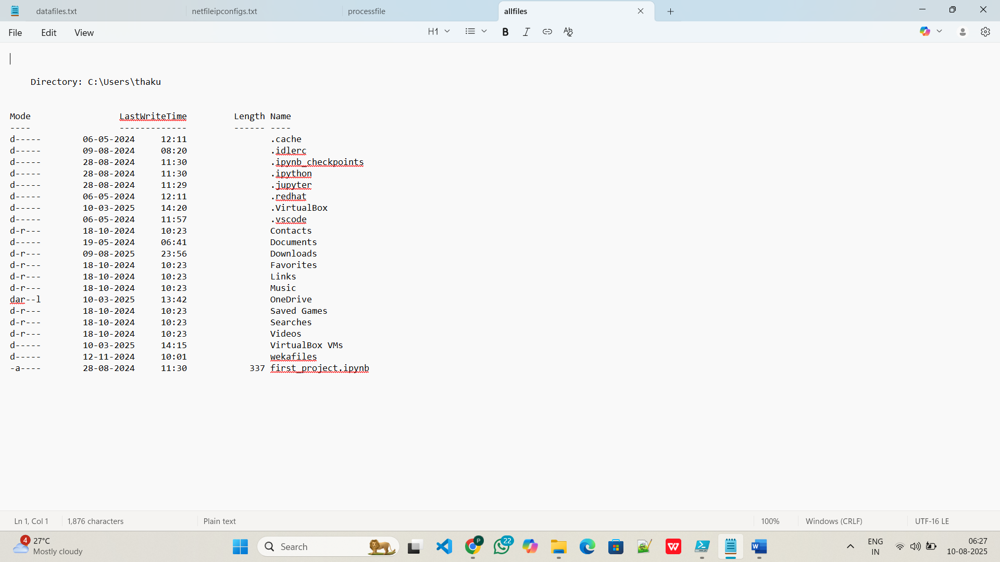 datafiles.txt netfileipconfigs.txt processfile allfiles
File Edit View H1
Directory: C:\Users\thaku
Mode LastWriteTime Length Name
---- ------------- ------ ----
d----- 06-05-2024 12:11 .cache
d----- 09-08-2024 08:20 .idlerc
d----- 28-08-2024 11:30 .ipynb_checkpoints
d----- 28-08-2024 11:30 .ipython
d----- 28-08-2024 11:29 .jupyter
d----- 06-05-2024 12:11 .redhat
d----- 10-03-2025 14:20 .VirtualBox
d----- 06-05-2024 11:57 .vscode
d-r--- 18-10-2024 10:23 Contacts
d----- 19-05-2024 06:41 Documents
d-r--- 09-08-2025 23:56 Downloads
d-r--- 18-10-2024 10:23 Favorites
d-r--- 18-10-2024 10:23 Links
d-r--- 18-10-2024 10:23 Music
dar--l 10-03-2025 13:42 OneDrive
d-r--- 18-10-2024 10:23 Saved Games
d-r--- 18-10-2024 10:23 Searches
d-r--- 18-10-2024 10:23 Videos
d----- 10-03-2025 14:15 VirtualBox VMs
d----- 12-11-2024 10:01 wekafiles
-a---- 28-08-2024 11:30 337 first_project.ipynb
Ln 1, Col 1 1,876 characters Plain text 100% Windows (CRLF) UTF-16 LE
4 27°C Search P 22 W W ENG 06:27
Mostly cloudy IN 10-08-2025